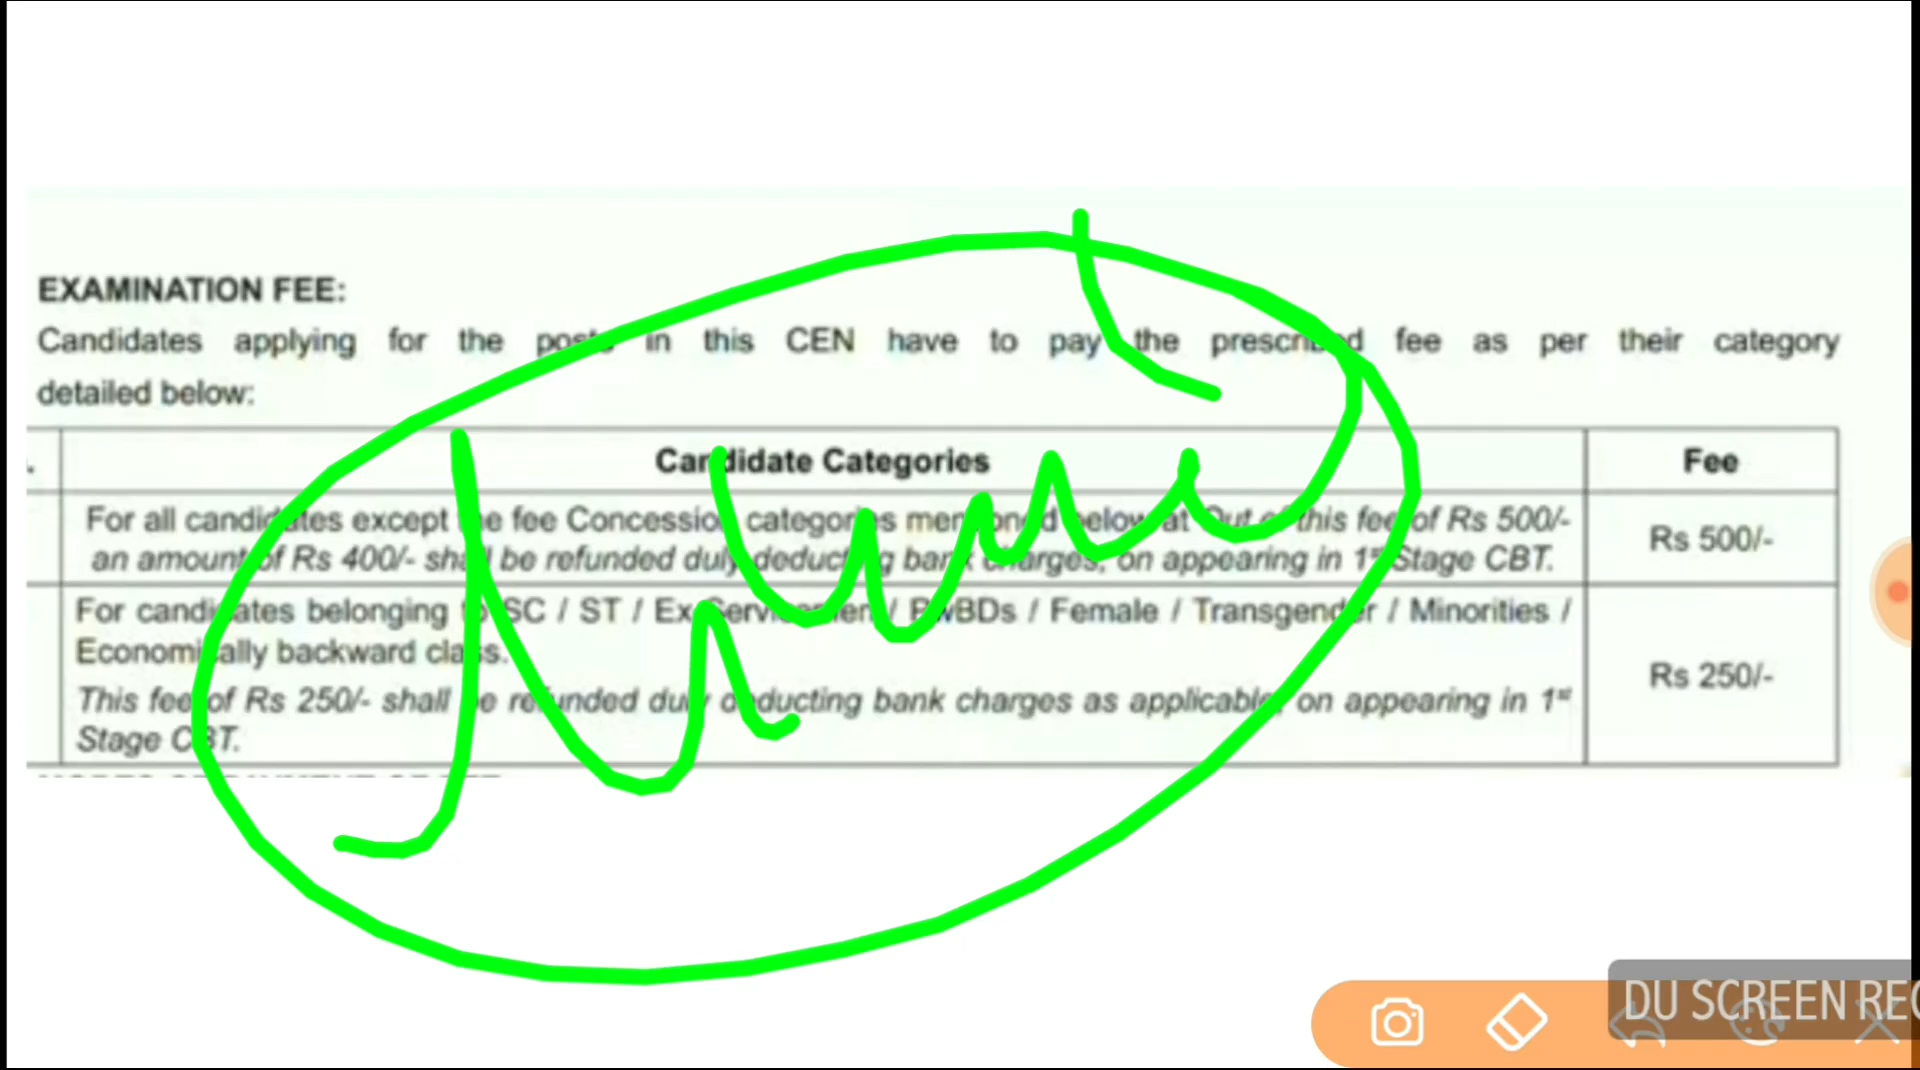 EXAMINATION FEE:
Candidates applying for the posts in this CEN have to pay the prescribed fee as per their category
detailed below:
Candidate Categories
Fee
For all candidates except the fee Concession categories mentioned below at Out of this fee of Rs 500/-
an amount of Rs 400/- shall be refunded duly deducting bank charges, on appearing in 1st Stage CBT.
Rs 500/-
For candidates belonging to SC / ST / Ex-Servicemen / PwBDs / Female / Transgender / Minorities /
Economically backward class.
This fee of Rs 250/- shall be refunded duly deducting bank charges as applicable, on appearing in 1st
Stage CBT.
Rs 250/-
DU SCREEN REC